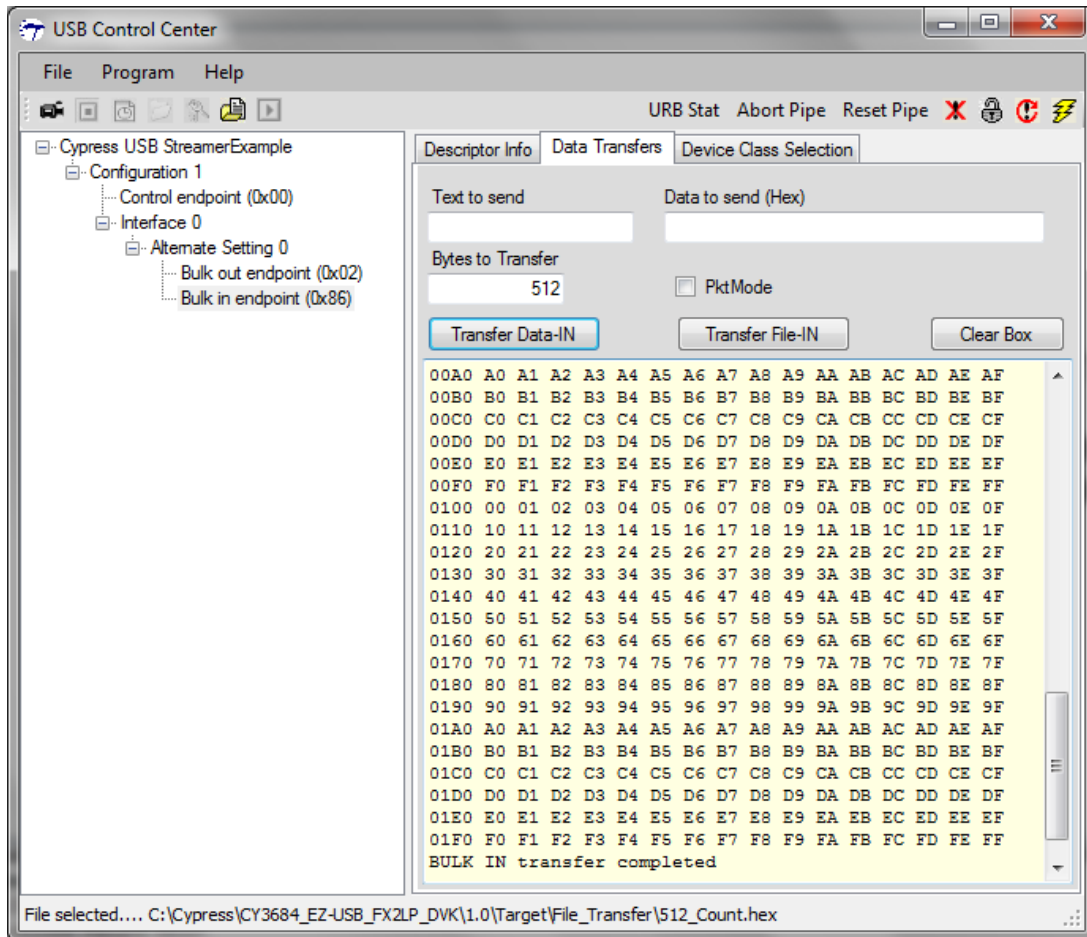 USB Control Center
File Program Help
URB Stat Abort Pipe Reset Pipe
Cypress USB StreamerExample
Configuration 1
Control endpoint (0x00)
Interface 0
Alternate Setting 0
Bulk out endpoint (0x02)
Bulk in endpoint (0x86)
Descriptor Info Data Transfers Device Class Selection
Text to send Data to send (Hex)
Bytes to Transfer
512 PktMode
Transfer Data-IN Transfer File-IN Clear Box
00A0 A0 A1 A2 A3 A4 A5 A6 A7 A8 A9 AA AB AC AD AE AF
00B0 B0 B1 B2 B3 B4 B5 B6 B7 B8 B9 BA BB BC BD BE BF
00C0 C0 C1 C2 C3 C4 C5 C6 C7 C8 C9 CA CB CC CD CE CF
00D0 D0 D1 D2 D3 D4 D5 D6 D7 D8 D9 DA DB DC DD DE DF
00E0 E0 E1 E2 E3 E4 E5 E6 E7 E8 E9 EA EB EC ED EE EF
00F0 F0 F1 F2 F3 F4 F5 F6 F7 F8 F9 FA FB FC FD FE FF
0100 00 01 02 03 04 05 06 07 08 09 0A 0B 0C 0D 0E 0F
0110 10 11 12 13 14 15 16 17 18 19 1A 1B 1C 1D 1E 1F
0120 20 21 22 23 24 25 26 27 28 29 2A 2B 2C 2D 2E 2F
0130 30 31 32 33 34 35 36 37 38 39 3A 3B 3C 3D 3E 3F
0140 40 41 42 43 44 45 46 47 48 49 4A 4B 4C 4D 4E 4F
0150 50 51 52 53 54 55 56 57 58 59 5A 5B 5C 5D 5E 5F
0160 60 61 62 63 64 65 66 67 68 69 6A 6B 6C 6D 6E 6F
0170 70 71 72 73 74 75 76 77 78 79 7A 7B 7C 7D 7E 7F
0180 80 81 82 83 84 85 86 87 88 89 8A 8B 8C 8D 8E 8F
0190 90 91 92 93 94 95 96 97 98 99 9A 9B 9C 9D 9E 9F
01A0 A0 A1 A2 A3 A4 A5 A6 A7 A8 A9 AA AB AC AD AE AF
01B0 B0 B1 B2 B3 B4 B5 B6 B7 B8 B9 BA BB BC BD BE BF
01C0 C0 C1 C2 C3 C4 C5 C6 C7 C8 C9 CA CB CC CD CE CF
01D0 D0 D1 D2 D3 D4 D5 D6 D7 D8 D9 DA DB DC DD DE DF
01E0 E0 E1 E2 E3 E4 E5 E6 E7 E8 E9 EA EB EC ED EE EF
01F0 F0 F1 F2 F3 F4 F5 F6 F7 F8 F9 FA FB FC FD FE FF
BULK IN transfer completed
File selected.... C:\Cypress\CY3684_EZ-USB_FX2LP_DVK\1.0\Target\File_Transfer\512_Count.hex